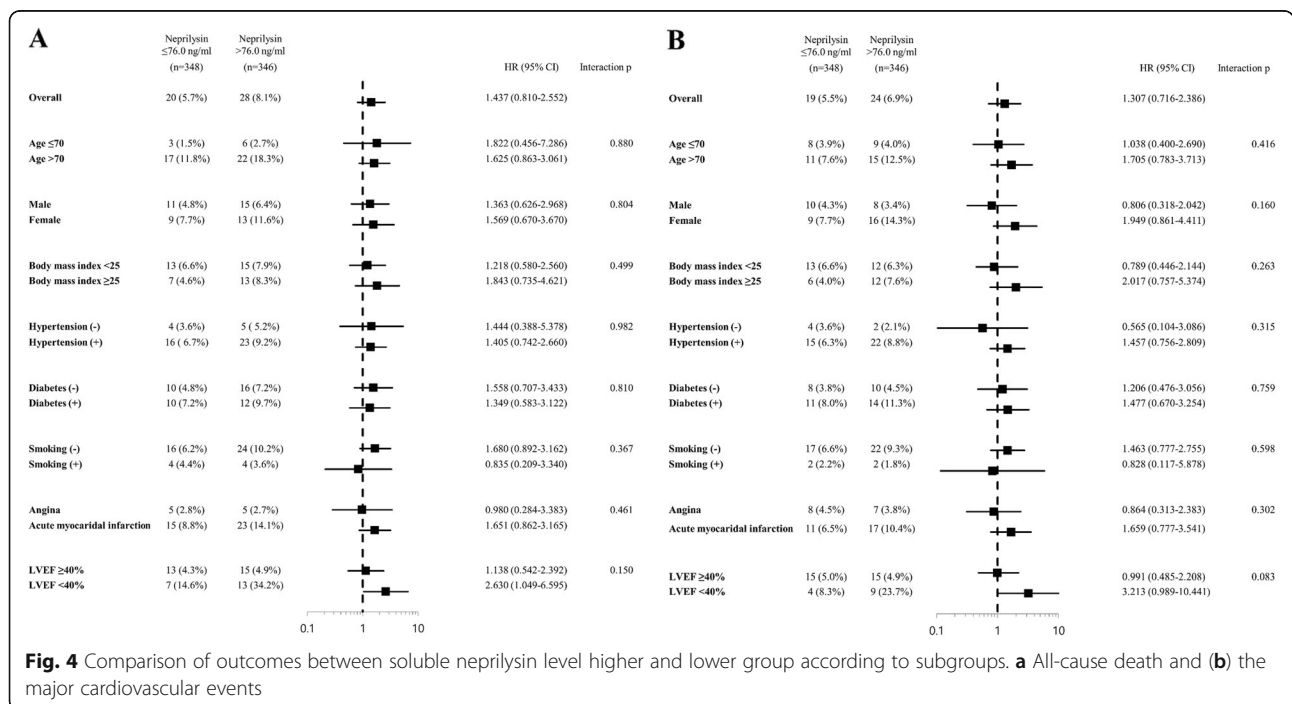 A
Neprilysin ≤76.0 ng/ml (n=348) Neprilysin >76.0 ng/ml (n=346) HR (95% CI) Interaction p
Overall 20 (5.7%) 28 (8.1%) 1.437 (0.810-2.552)
Age ≤70 3 (1.5%) 6 (2.7%) 1.822 (0.456-7.286) 0.880
Age >70 17 (11.8%) 22 (18.3%) 1.625 (0.863-3.061)
Male 11 (4.8%) 15 (6.4%) 1.363 (0.626-2.968) 0.804
Female 9 (7.7%) 13 (11.6%) 1.569 (0.670-3.670)
Body mass index <25 13 (6.6%) 15 (7.9%) 1.218 (0.580-2.560) 0.499
Body mass index ≥25 7 (4.6%) 13 (8.3%) 1.843 (0.735-4.621)
Hypertension (-) 4 (3.6%) 5 ( 5.2%) 1.444 (0.388-5.378) 0.982
Hypertension (+) 16 ( 6.7%) 23 (9.2%) 1.405 (0.742-2.660)
Diabetes (-) 10 (4.8%) 16 (7.2%) 1.558 (0.707-3.433) 0.810
Diabetes (+) 10 (7.2%) 12 (9.7%) 1.349 (0.583-3.122)
Smoking (-) 16 (6.2%) 24 (10.2%) 1.680 (0.892-3.162) 0.367
Smoking (+) 4 (4.4%) 4 (3.6%) 0.835 (0.209-3.340)
Angina 5 (2.8%) 5 (2.7%) 0.980 (0.284-3.383) 0.461
Acute myocaridal infarction 15 (8.8%) 23 (14.1%) 1.651 (0.862-3.165)
LVEF ≥40% 13 (4.3%) 15 (4.9%) 1.138 (0.542-2.392) 0.150
LVEF <40% 7 (14.6%) 13 (34.2%) 2.630 (1.049-6.595)
0.1 1 10
B
Neprilysin ≤76.0 ng/ml (n=348) Neprilysin >76.0 ng/ml (n=346) HR (95% CI) Interaction p
Overall 19 (5.5%) 24 (6.9%) 1.307 (0.716-2.386)
Age ≤70 8 (3.9%) 9 (4.0%) 1.038 (0.400-2.690) 0.416
Age >70 11 (7.6%) 15 (12.5%) 1.705 (0.783-3.713)
Male 10 (4.3%) 8 (3.4%) 0.806 (0.318-2.042) 0.160
Female 9 (7.7%) 16 (14.3%) 1.949 (0.861-4.411)
Body mass index <25 13 (6.6%) 12 (6.3%) 0.789 (0.446-2.144) 0.263
Body mass index ≥25 6 (4.0%) 12 (7.6%) 2.017 (0.757-5.374)
Hypertension (-) 4 (3.6%) 2 (2.1%) 0.565 (0.104-3.086) 0.315
Hypertension (+) 15 (6.3%) 22 (8.8%) 1.457 (0.756-2.809)
Diabetes (-) 8 (3.8%) 10 (4.5%) 1.206 (0.476-3.056) 0.759
Diabetes (+) 11 (8.0%) 14 (11.3%) 1.477 (0.670-3.254)
Smoking (-) 17 (6.6%) 22 (9.3%) 1.463 (0.777-2.755) 0.598
Smoking (+) 2 (2.2%) 2 (1.8%) 0.828 (0.117-5.878)
Angina 8 (4.5%) 7 (3.8%) 0.864 (0.313-2.383) 0.302
Acute myocaridal infarction 11 (6.5%) 17 (10.4%) 1.659 (0.777-3.541)
LVEF ≥40% 15 (5.0%) 15 (4.9%) 0.991 (0.485-2.208) 0.083
LVEF <40% 4 (8.3%) 9 (23.7%) 3.213 (0.989-10.441)
0.1 1 10
Fig. 4 Comparison of outcomes between soluble neprilysin level higher and lower group according to subgroups. a All-cause death and (b) the
major cardiovascular events